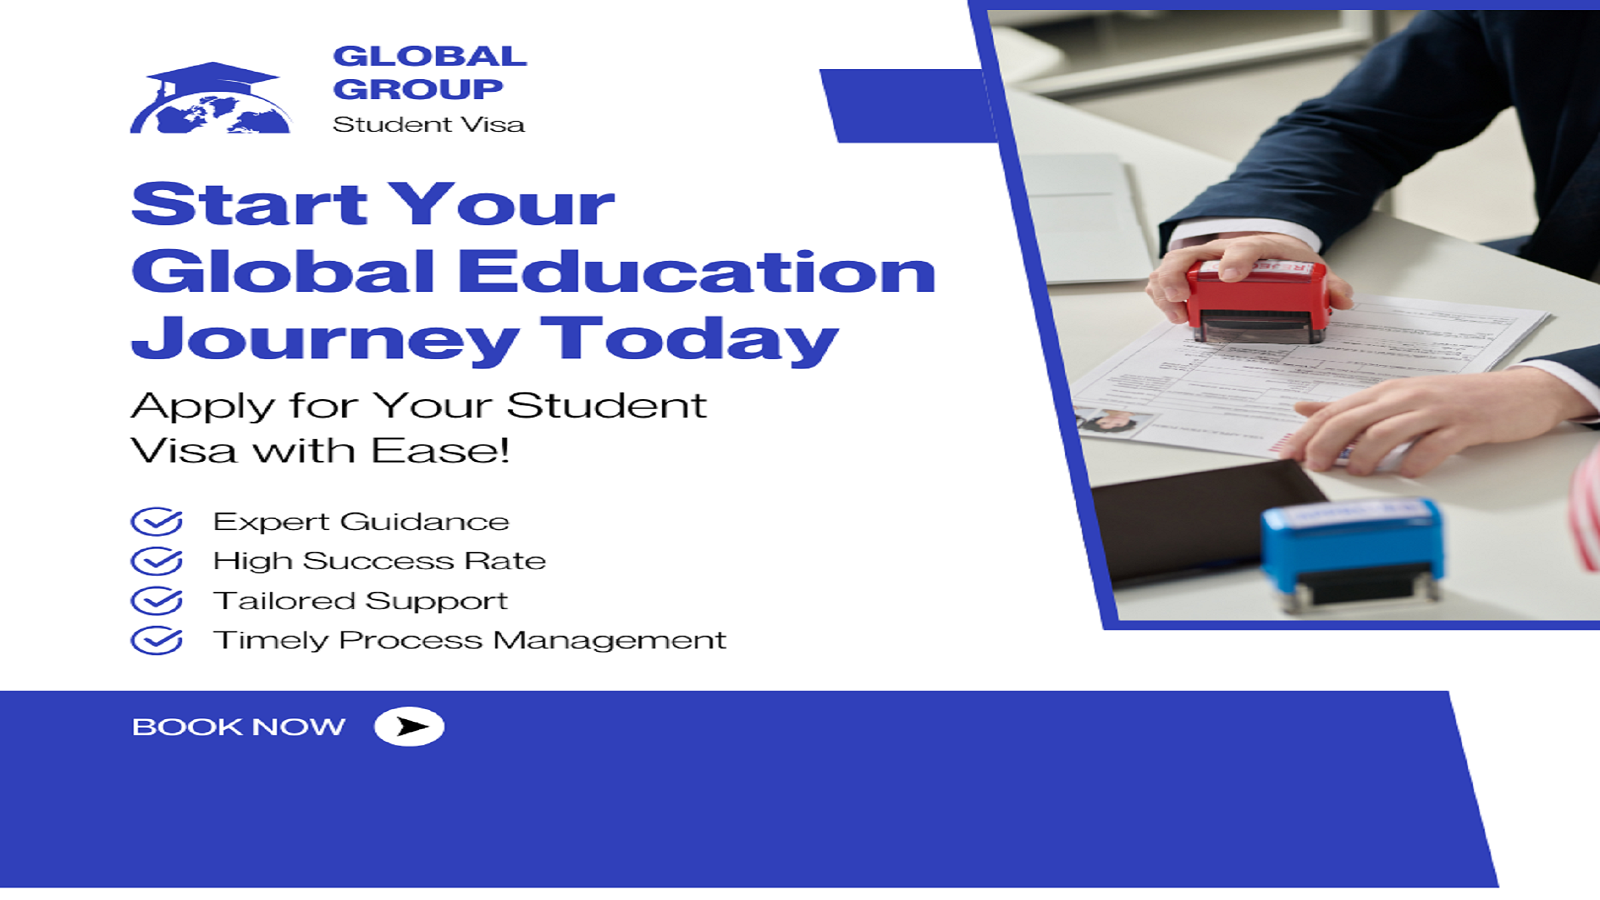 GLOBAL
GROUP
Student Visa
Start Your
Global Education
Journey Today
Apply for Your Student
Visa with Ease!
Expert Guidance
High Success Rate
Tailored Support
Timely Process Management
BOOK NOW